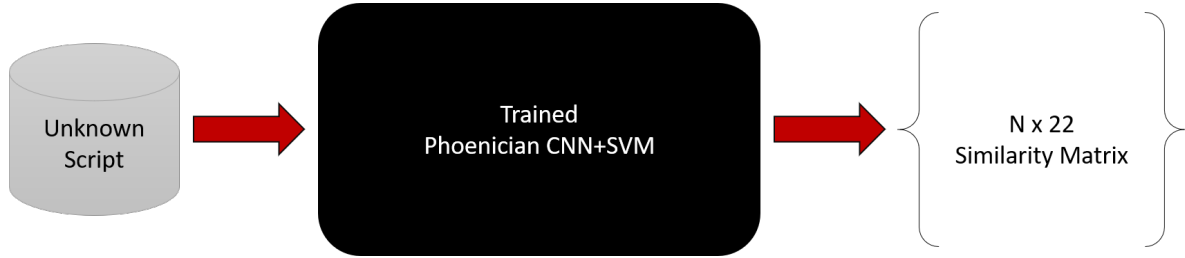 Unknown
Script
Trained
Phoenician CNN+SVM
N x 22
Similarity Matrix